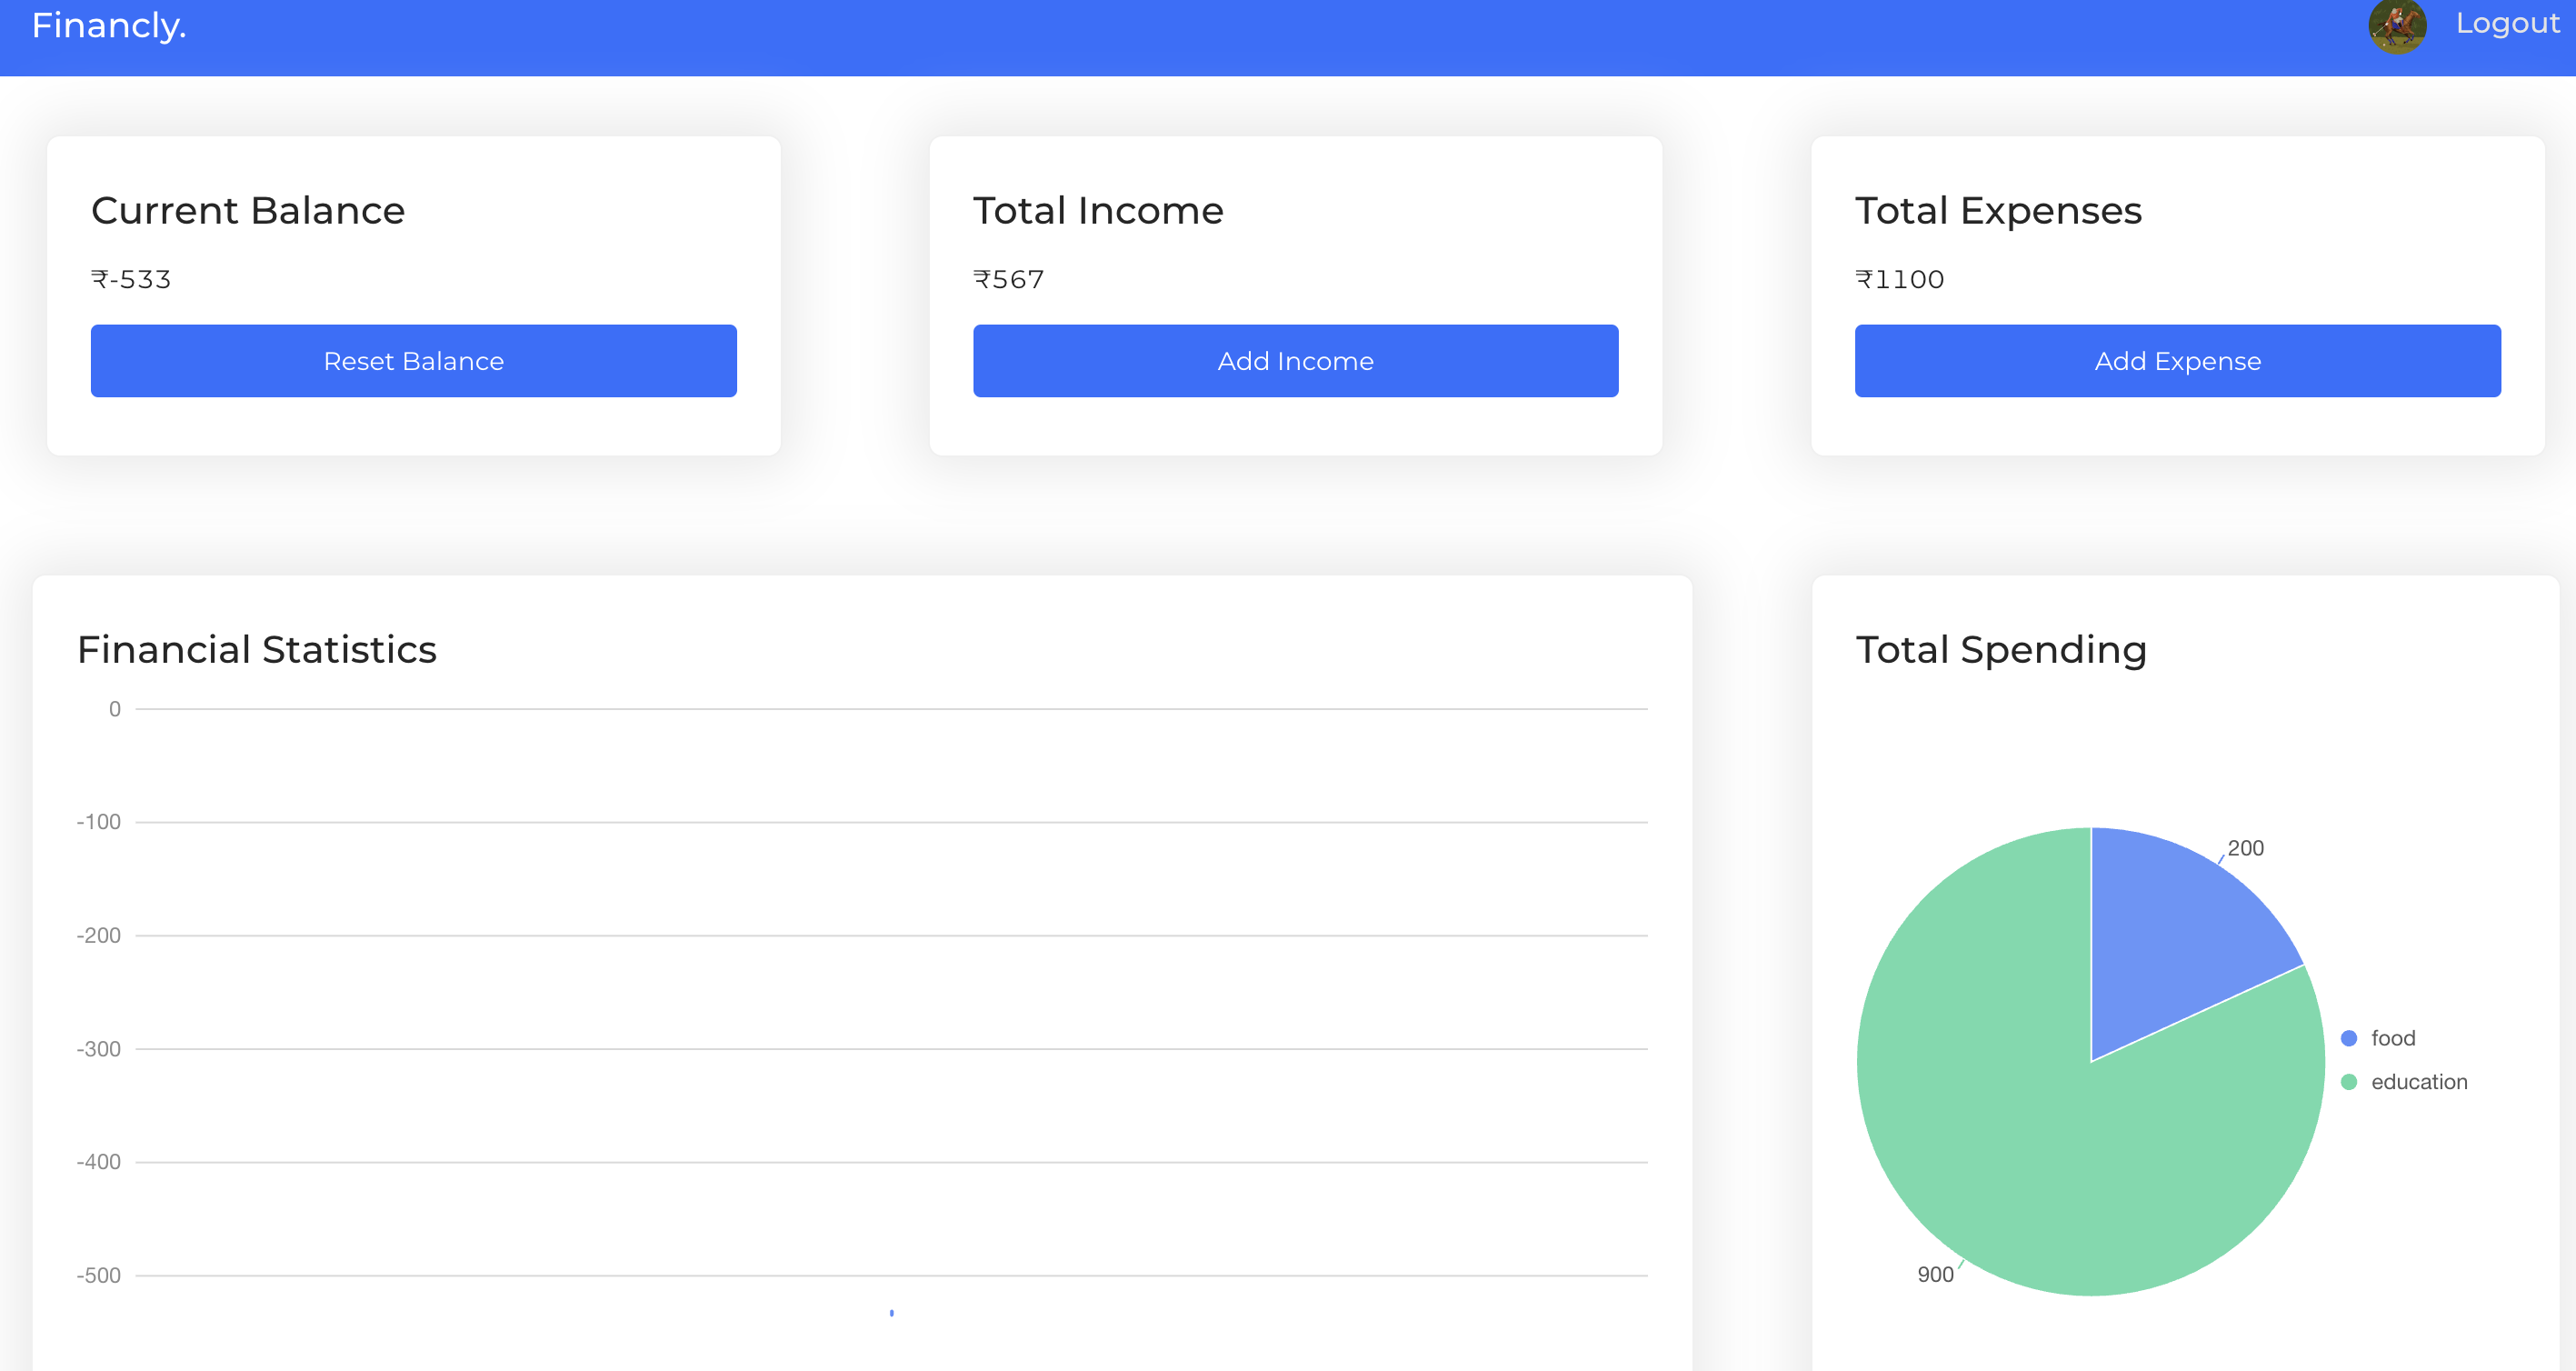 Financly.
Logout
Current Balance
₹-533
Reset Balance
Total Income
₹567
Add Income
Total Expenses
₹1100
Add Expense
Financial Statistics
0
-100
-200
-300
-400
-500
Total Spending
200
900
food
education